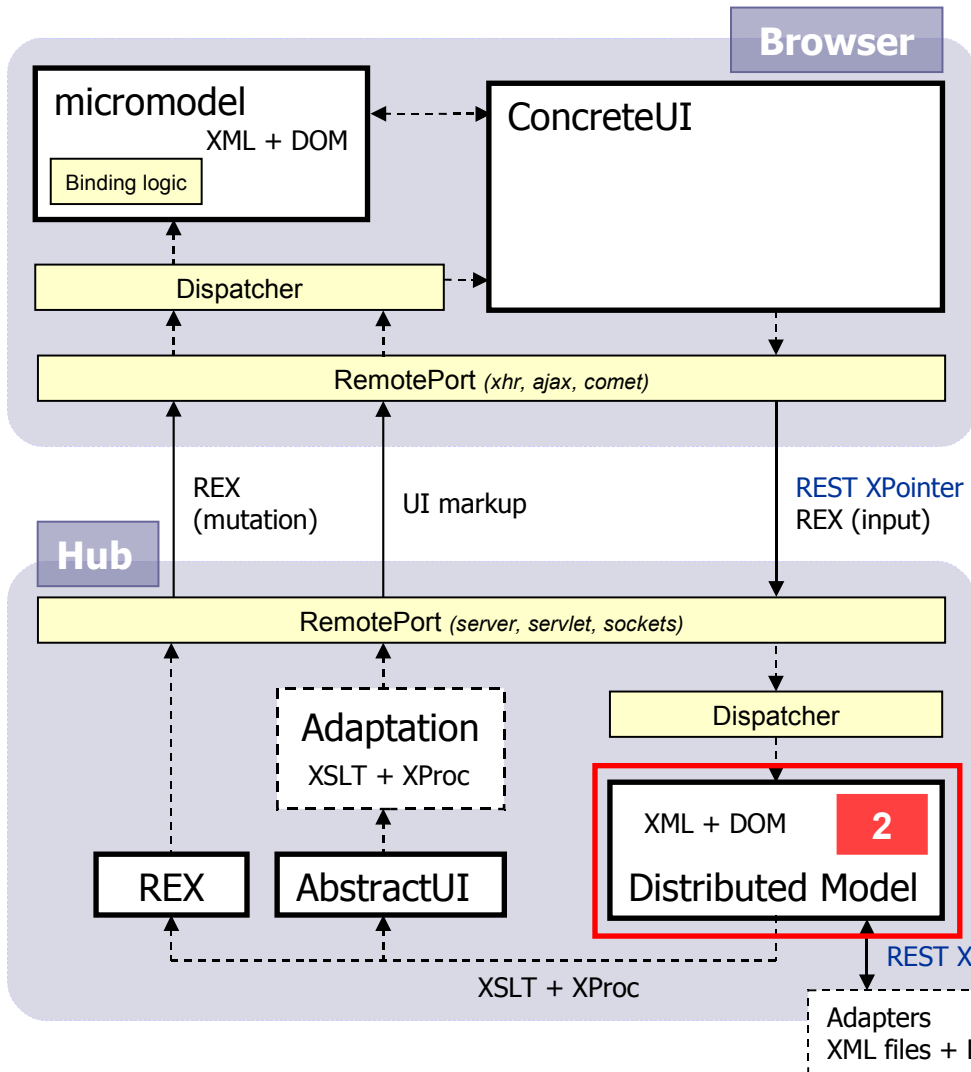 Browser
micromodel
XML + DOM
Binding logic
ConcreteUI
Dispatcher
RemotePort (xhr, ajax, comet)
REX
(mutation)
UI markup
REST XPointer
REX (input)
Hub
RemotePort (server, servlet, sockets)
Adaptation
XSLT + XProc
Dispatcher
XML + DOM
2
Distributed Model
REX
AbstractUI
XSLT + XProc
REST X
Adapters
XML files +